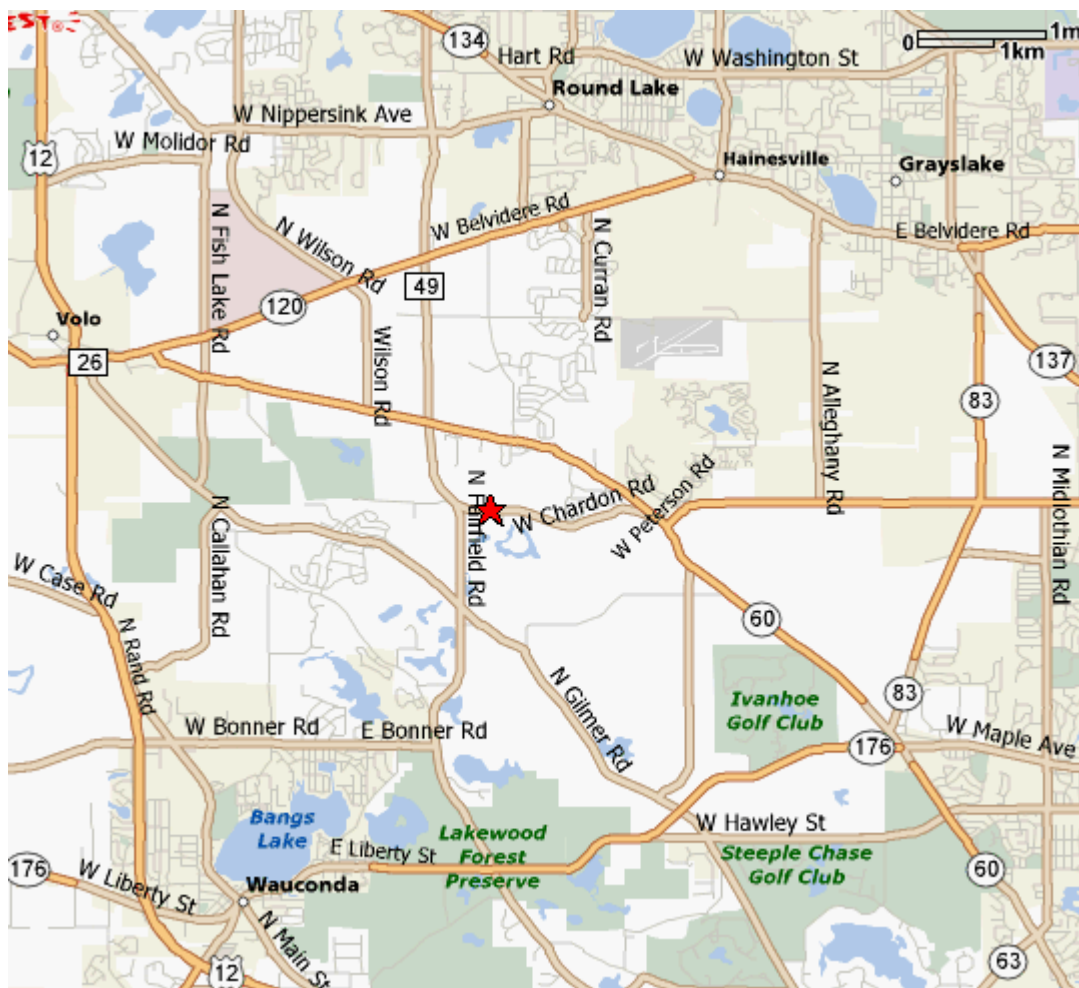 EST®
134
Hart Rd
W Washington St
0
1m
1km
Round Lake
W Nippersink Ave
W Molidor Rd
12
Hainesville
Grayslake
N Fish Lake Rd
N Wilson Rd
W Belvidere Rd
N Curran Rd
E Belvidere Rd
49
120
Volo
26
Wilson Rd
137
N Alleghany Rd
83
N Midlothian Rd
N Callahan Rd
W Chardon Rd
W Peterson Rd
W Case Rd
N Rand Rd
60
N Gilmer Rd
Ivanhoe
Golf Club
83
W Bonner Rd
E Bonner Rd
176
W Maple Ave
Bangs
Lake
E Liberty St
Lakewood
Forest
Preserve
W Hawley St
Steeple Chase
Golf Club
176
W Liberty St
Wauconda
60
N Main St
12
63